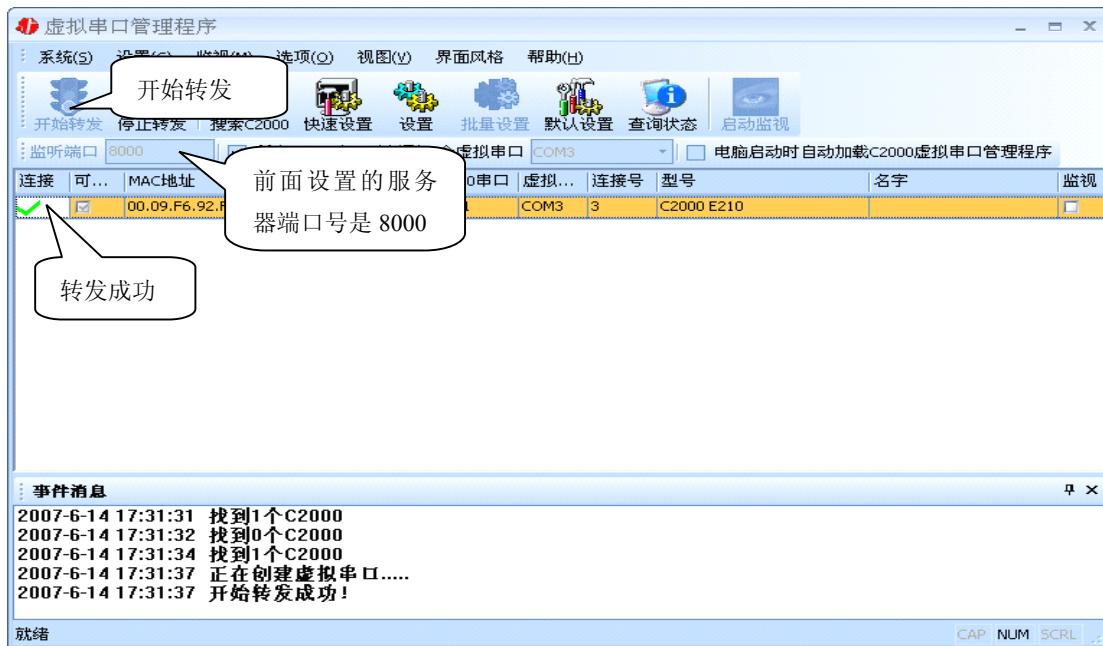 虚拟串口管理程序
系统(S) 选项(O) 视图(V) 界面风格 帮助(H)
开始转发
开始转发 停止转发 搜索C2000 快速设置 设置 批量设置 默认设置 查询状态 启动监视
监听端口 8000 虚拟串口 COM3 电脑启动时自动加载C2000虚拟串口管理程序
连接 可... MAC地址 0串口 虚拟... 连接号 型号 名字 监视
00.09.F6.92. COM3 3 C2000 E210
前面设置的服务
器端口号是 8000
转发成功
事件消息
2007-6-14 17:31:31 找到1个C2000
2007-6-14 17:31:32 找到0个C2000
2007-6-14 17:31:34 找到1个C2000
2007-6-14 17:31:37 正在创建虚拟串口.....
2007-6-14 17:31:37 开始转发成功!
就绪 CAP NUM SCRL